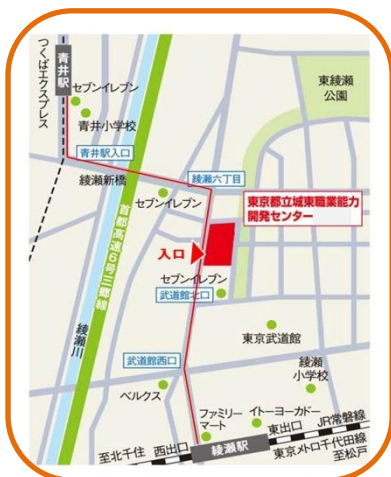 つくばエクスプレス
青井駅
セブンイレブン
青井小学校
青井駅入口
綾瀬新橋
綾瀬六丁目
東綾瀬
公園
セブンイレブン
東京都立城東職業能力
開発センター
首都高速6号三郷線
入口
セブンイレブン
武道館北口
綾瀬川
東京武道館
武道館西口
綾瀬
小学校
ベルクス
ファミリー
マート
イトーヨーカドー
東出口
JR常磐線
至北千住
西出口
綾瀬駅
東京メトロ千代田線
至松戸